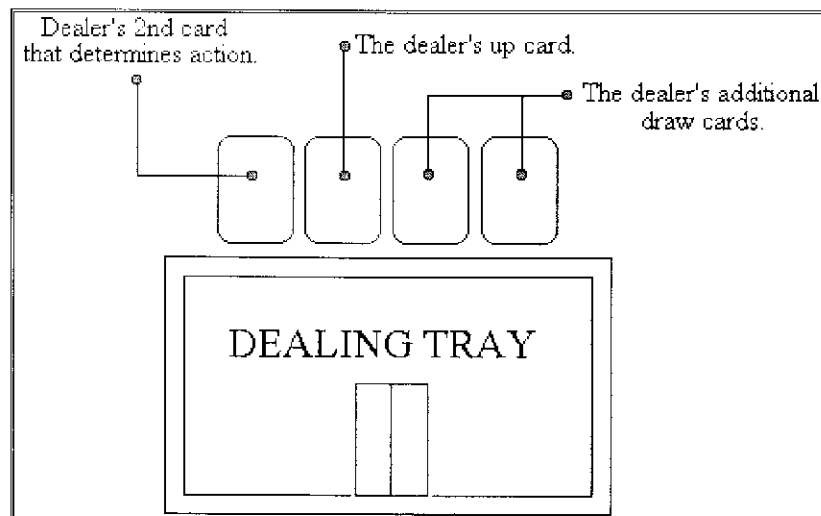 Dealer's 2nd card
that determines action.
The dealer's up card.
The dealer's additional
draw cards.
DEALING TRAY